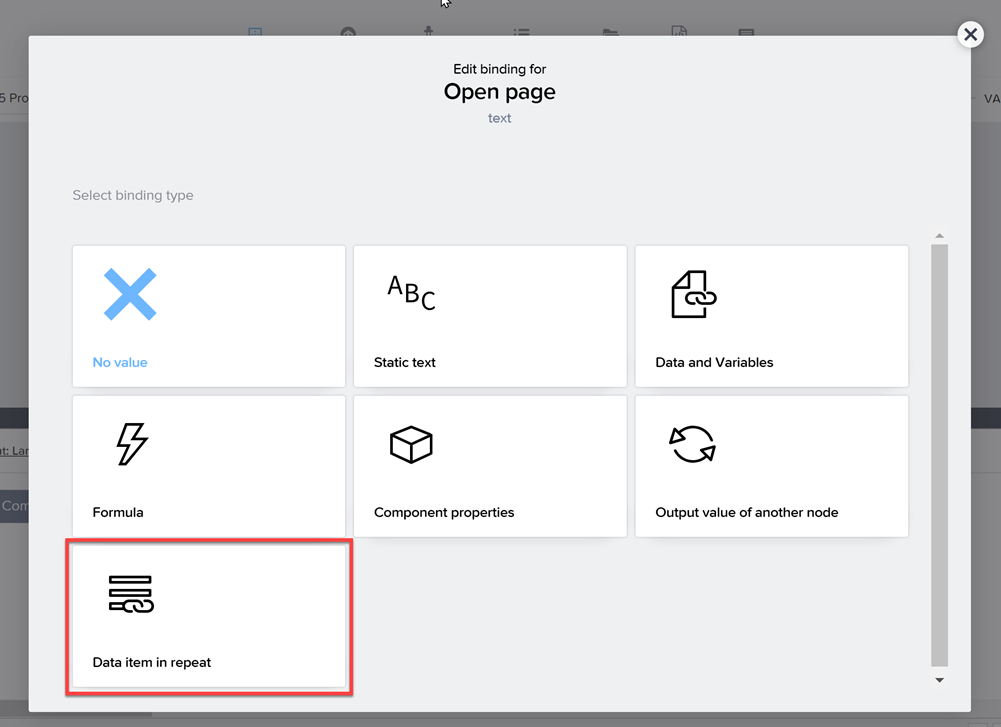 Edit binding for
Open page
text
5 Pro
VA
Select binding type
No value
ABC
Static text
Data and Variables
Formula
Component properties
Output value of another node
t: Lar
Com
Data item in repeat